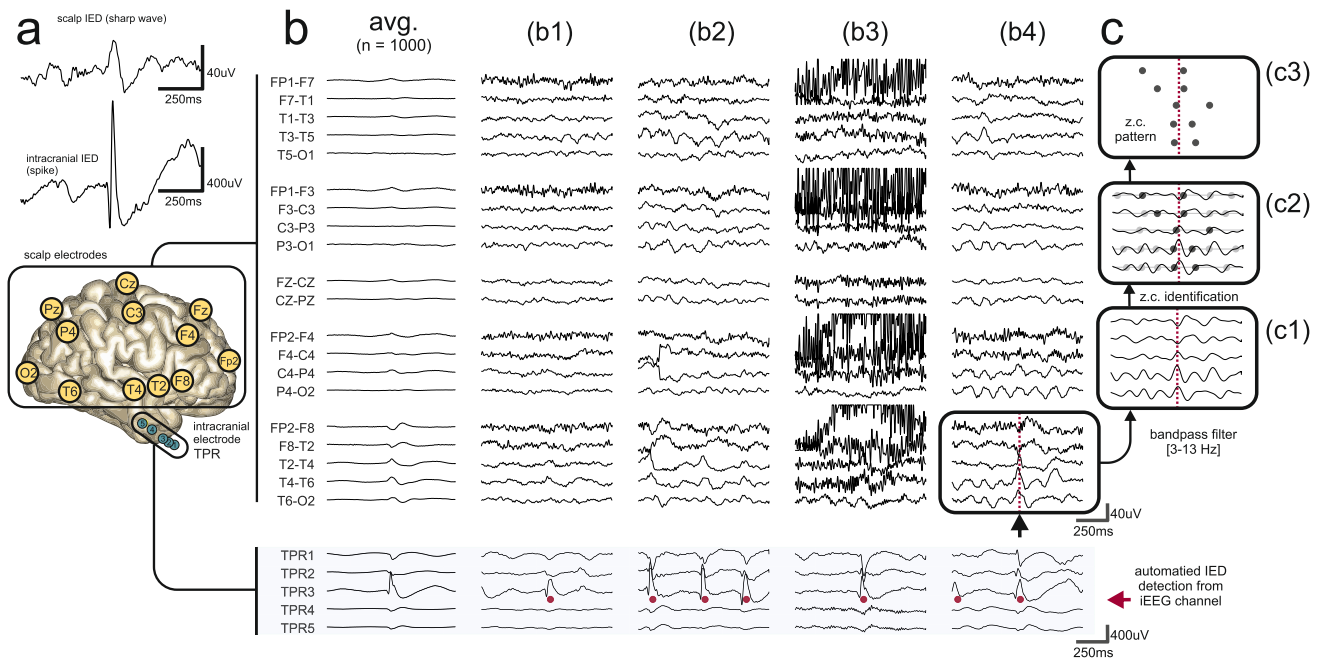 a
scalp IED (sharp wave)
40uV
250ms
intracranial IED
(spike)
400uV
250ms
scalp electrodes
Cz
Pz
C3
Fz
P4
F4
O2
Fp2
T6
T4
T2
F8
5
4
3
intracranial
electrode
TPR
b
avg.
(n = 1000)
(b1)
(b2)
(b3)
(b4)
FP1-F7
F7-T1
T1-T3
T3-T5
T5-O1
FP1-F3
F3-C3
C3-P3
P3-O1
FZ-CZ
CZ-PZ
FP2-F4
F4-C4
C4-P4
P4-O2
FP2-F8
F8-T2
T2-T4
T4-T6
T6-O2
40uV
250ms
TPR1
TPR2
TPR3
TPR4
TPR5
automatied IED
detection from
iEEG channel
400uV
250ms
c
(c3)
z.c.
pattern
(c2)
z.c. identification
(c1)
bandpass filter
[3-13 Hz]